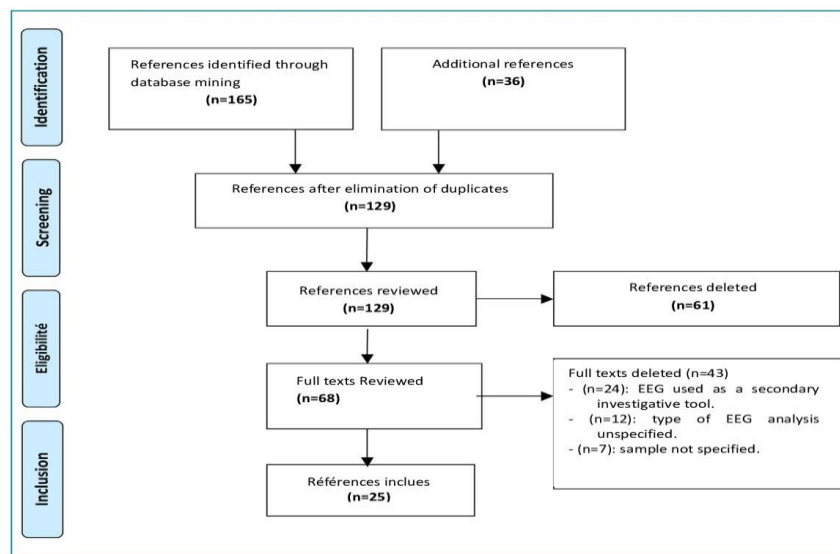 Identification
References identified through
database mining
(n=165)
Additional references
(n=36)
Screening
References after elimination of duplicates
(n=129)
References reviewed
(n=129)
References deleted
(n=61)
Eligibilité
Full texts Reviewed
(n=68)
Full texts deleted (n=43)
- (n=24): EEG used as a secondary
investigative tool.
- (n=12): type of EEG analysis
unspecified.
- (n=7): sample not specified.
Inclusion
Références inclues
(n=25)